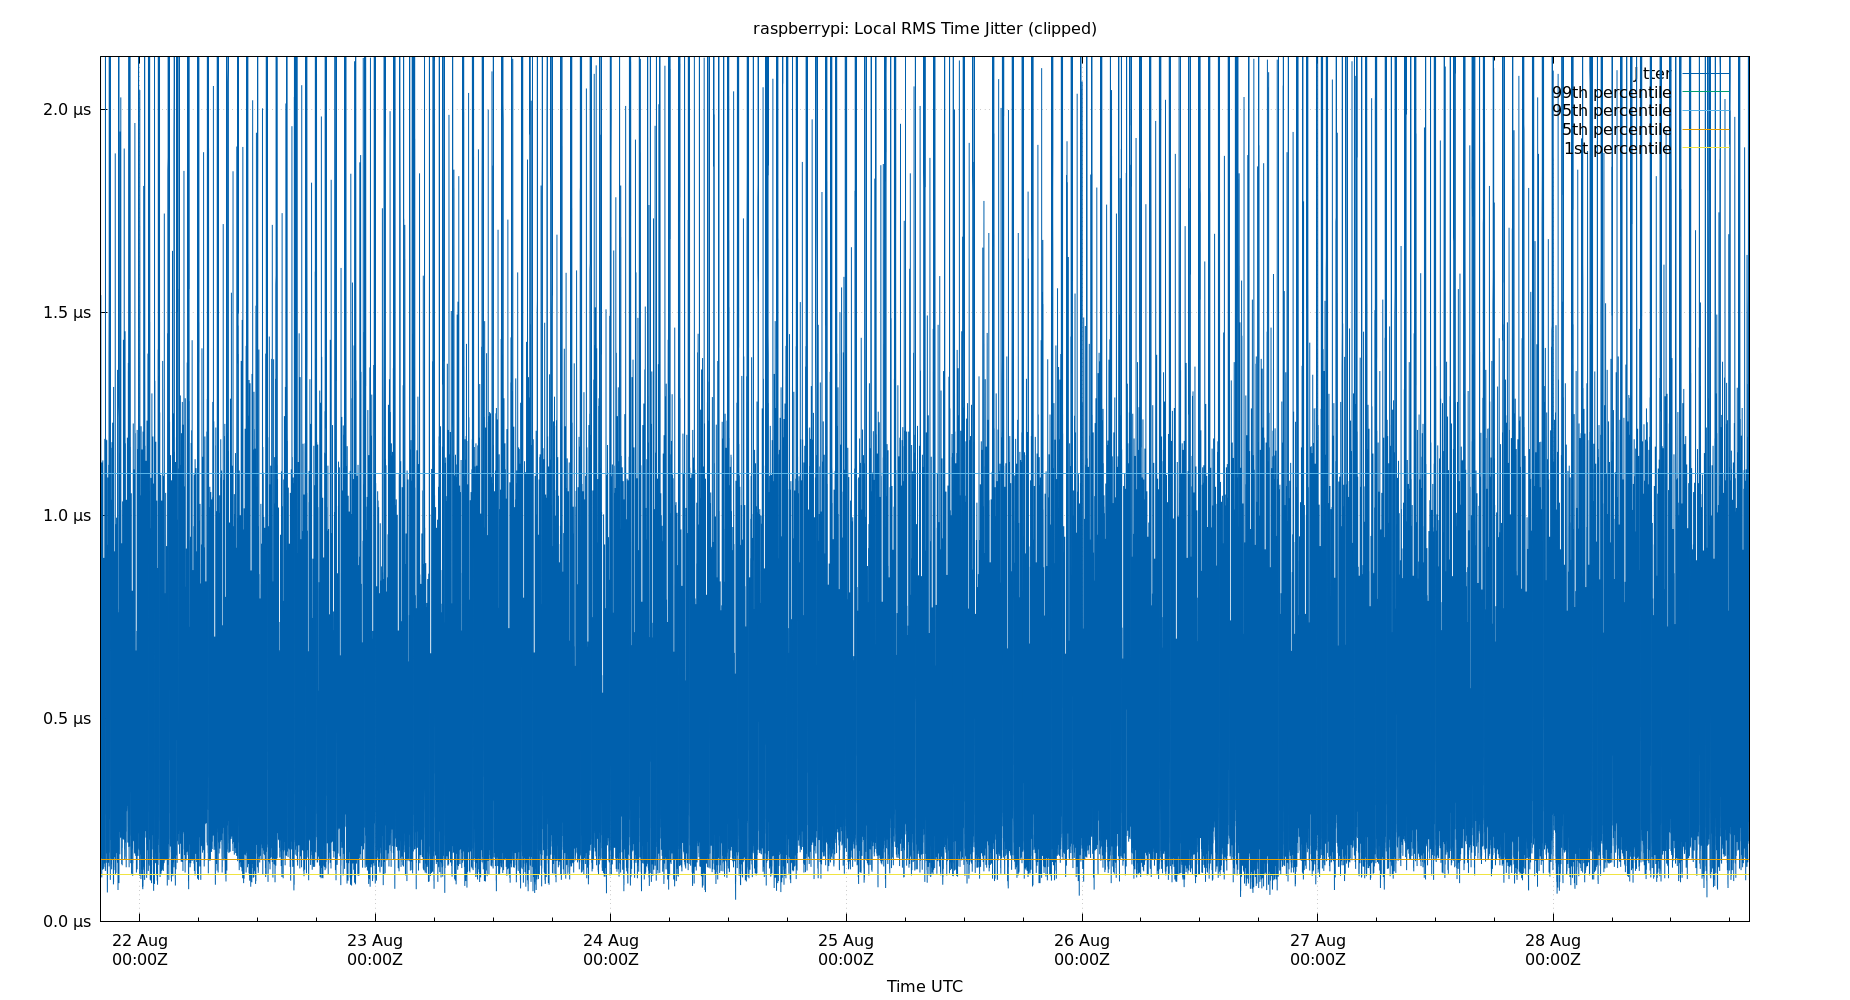 raspberrypi: Local RMS Time Jitter (clipped)
jitter
99th percentile
95th percentile
5th percentile
1st percentile
2.0 µs
1.5 µs
1.0 µs
0.5 µs
0.0 µs
22 Aug 23 Aug 24 Aug 25 Aug 26 Aug 27 Aug 28 Aug
00:00Z 00:00Z 00:00Z 00:00Z 00:00Z 00:00Z 00:00Z
Time UTC